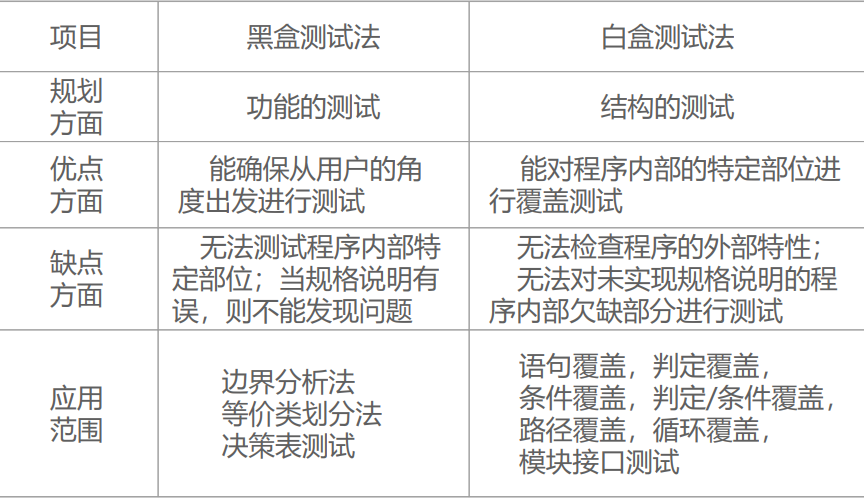 项目 黑盒测试法 白盒测试法
规划
方面
功能的测试
结构的测试
优点
方面
能确保从用户的角
度出发进行测试
能对程序内部的特定部位进
行覆盖测试
缺点
方面
无法测试程序内部特
定部位；当规格说明有
误，则不能发现问题
无法检查程序的外部特性；
无法对未实现规格说明的程
序内部欠缺部分进行测试
应用
范围
边界分析法
等价类划分法
决策表测试
语句覆盖，判定覆盖，
条件覆盖，判定/条件覆盖，
路径覆盖，循环覆盖，
模块接口测试